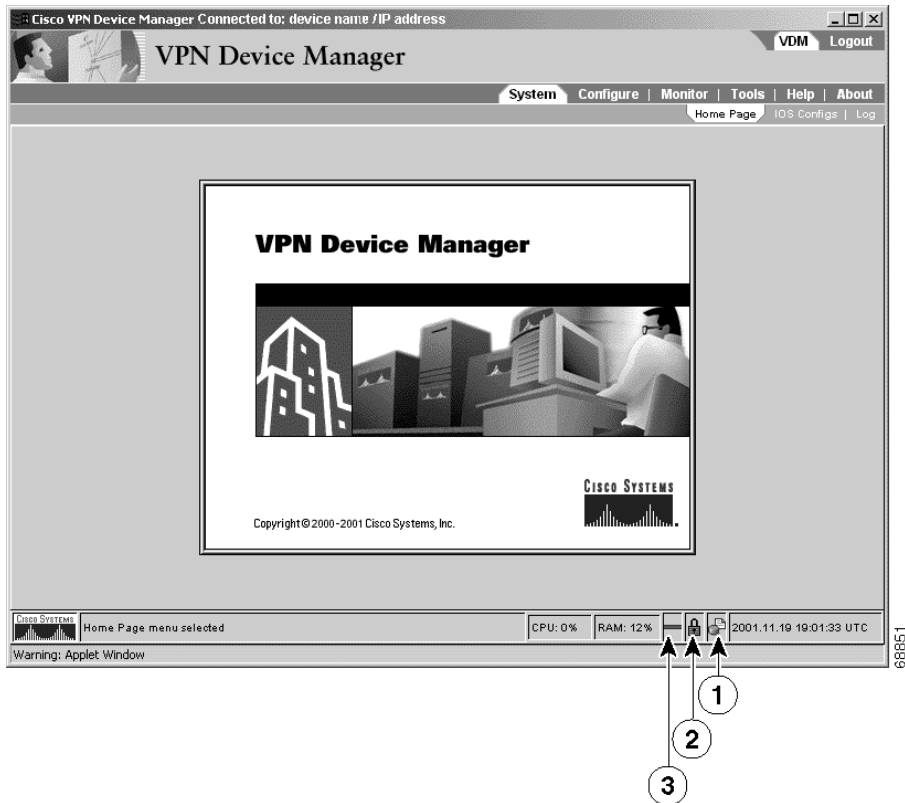 Cisco VPN Device Manager Connected to: device name /IP address
VPN Device Manager
VDM Logout
System Configure | Monitor | Tools | Help | About
Home Page IOS Configs | Log
VPN Device Manager
CISCO SYSTEMS
Copyright © 2000-2001 Cisco Systems, Inc.
CISCO SYSTEMS
Home Page menu selected
CPU: 0%
RAM: 12%
2001.11.19 19:01:33 UTC
Warning: Applet Window
68851
1
2
3